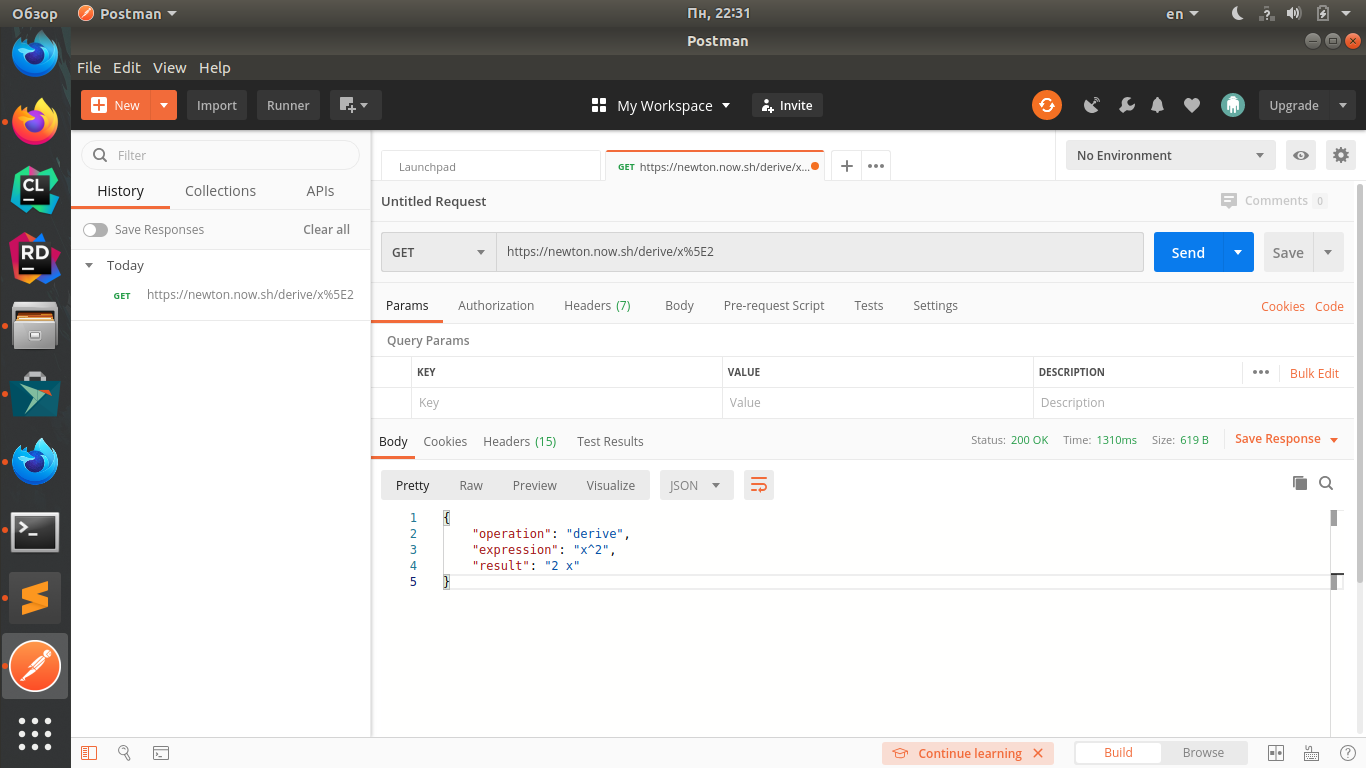 Обзор Postman Пн, 22:31 en
Postman
File Edit View Help
New Import Runner My Workspace Invite Upgrade
Filter
History Collections APIs
Save Responses Clear all
Today
GET https://newton.now.sh/derive/x%5E2
Launchpad GET https://newton.now.sh/derive/x... No Environment
Untitled Request Comments 0
GET https://newton.now.sh/derive/x%5E2 Send Save
Params Authorization Headers (7) Body Pre-request Script Tests Settings Cookies Code
Query Params
KEY VALUE DESCRIPTION Bulk Edit
Key Value Description
Body Cookies Headers (15) Test Results Status: 200 OK Time: 1310ms Size: 619 B Save Response
Pretty Raw Preview Visualize JSON
1 {
2 "operation": "derive",
3 "expression": "x^2",
4 "result": "2 x"
5 }
CL
RD
Continue learning Build Browse